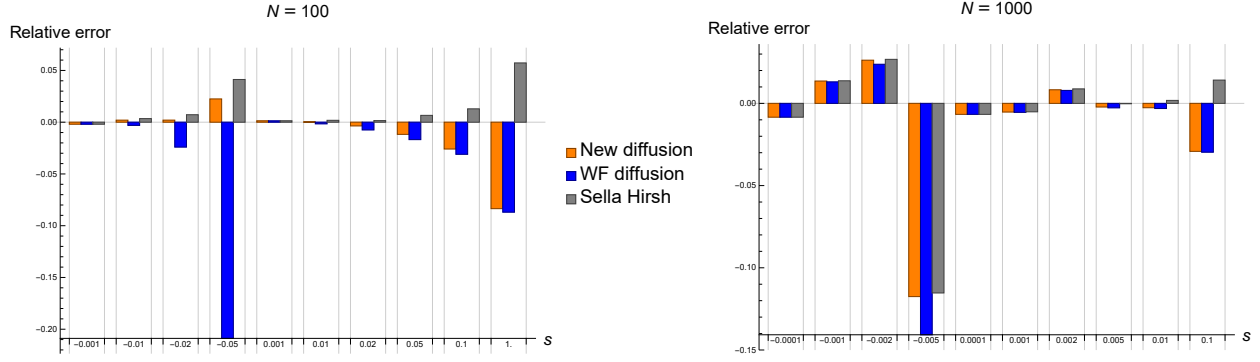 N = 100
Relative error
0.05
0.00
−0.05
−0.10
−0.15
−0.20
−0.001 −0.01 −0.02 −0.05 0.001 0.01 0.02 0.05 0.1 1. s
New diffusion
WF diffusion
Sella Hirsh
N = 1000
Relative error
0.00
−0.05
−0.10
−0.15
−0.0001 −0.001 −0.002 −0.005 0.0001 0.001 0.002 0.005 0.01 0.1 s